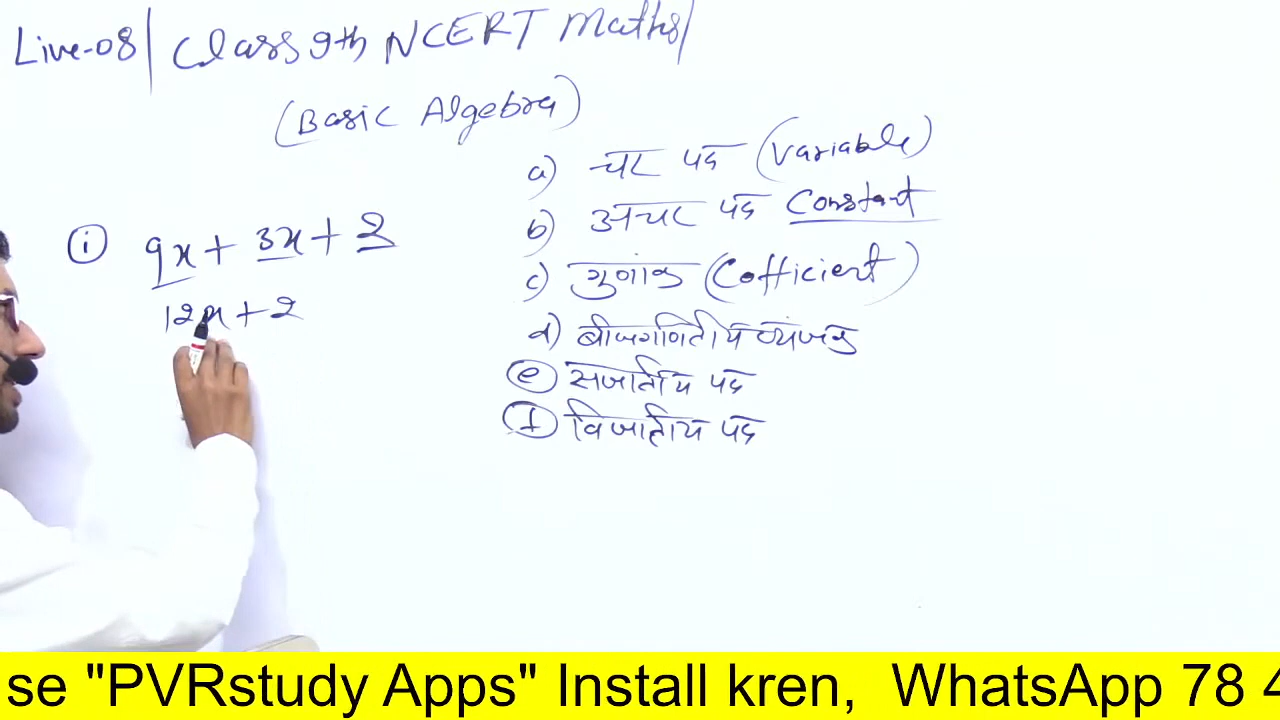 Live-08 | Class 9th NCERT Maths |
(Basic Algebra)
a) चर पद (Variable)
b) अचर पद Constant
c) गुणांक (Cofficient)
d) बीजगणितीय व्यंजक
e) सजातीय पद
f) विजातीय पद
(i) 9x + 3x + 2
12x + 2
se "PVRstudy Apps" Install kren, WhatsApp 78 4